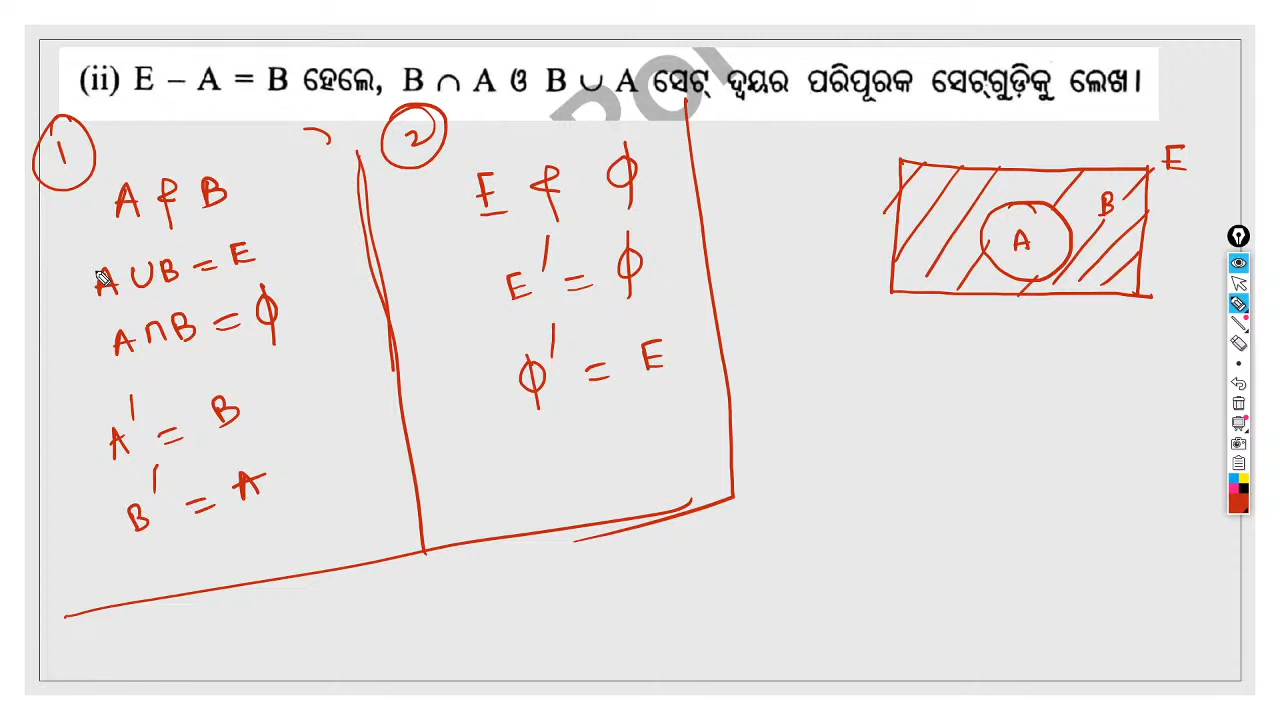 (ii) E – A = B ହେଲେ, B ∩ A ଓ B ∪ A ସେଟ୍ ଦ୍ୱୟର ପରିପୂରକ ସେଟ୍‌ଗୁଡ଼ିକୁ ଲେଖ।
1
A & B
A ∪ B = E
A ∩ B = ϕ
A' = B
B' = A
2
E & ϕ
E' = ϕ
ϕ' = E
E
B
A